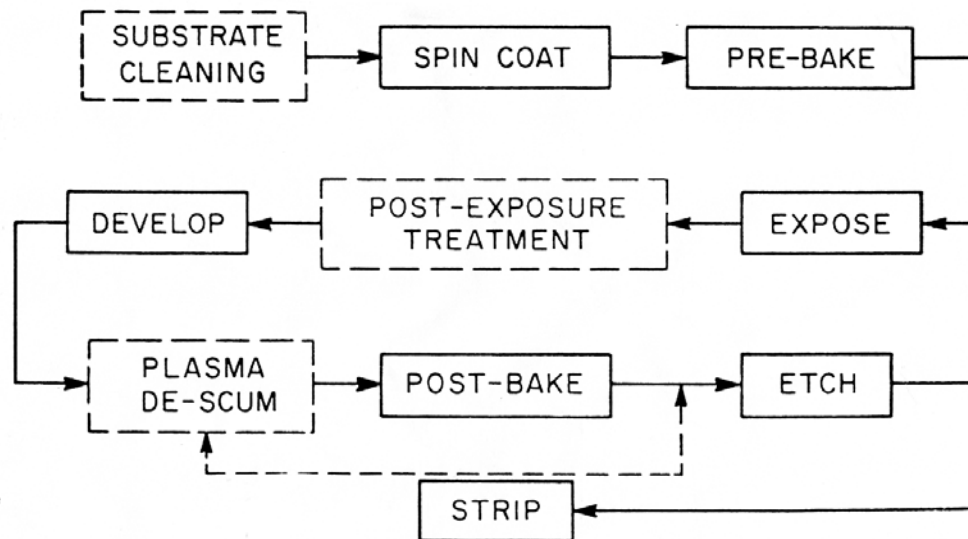 SUBSTRATE
CLEANING
SPIN COAT
PRE-BAKE
DEVELOP
POST-EXPOSURE
TREATMENT
EXPOSE
PLASMA
DE-SCUM
POST-BAKE
ETCH
STRIP